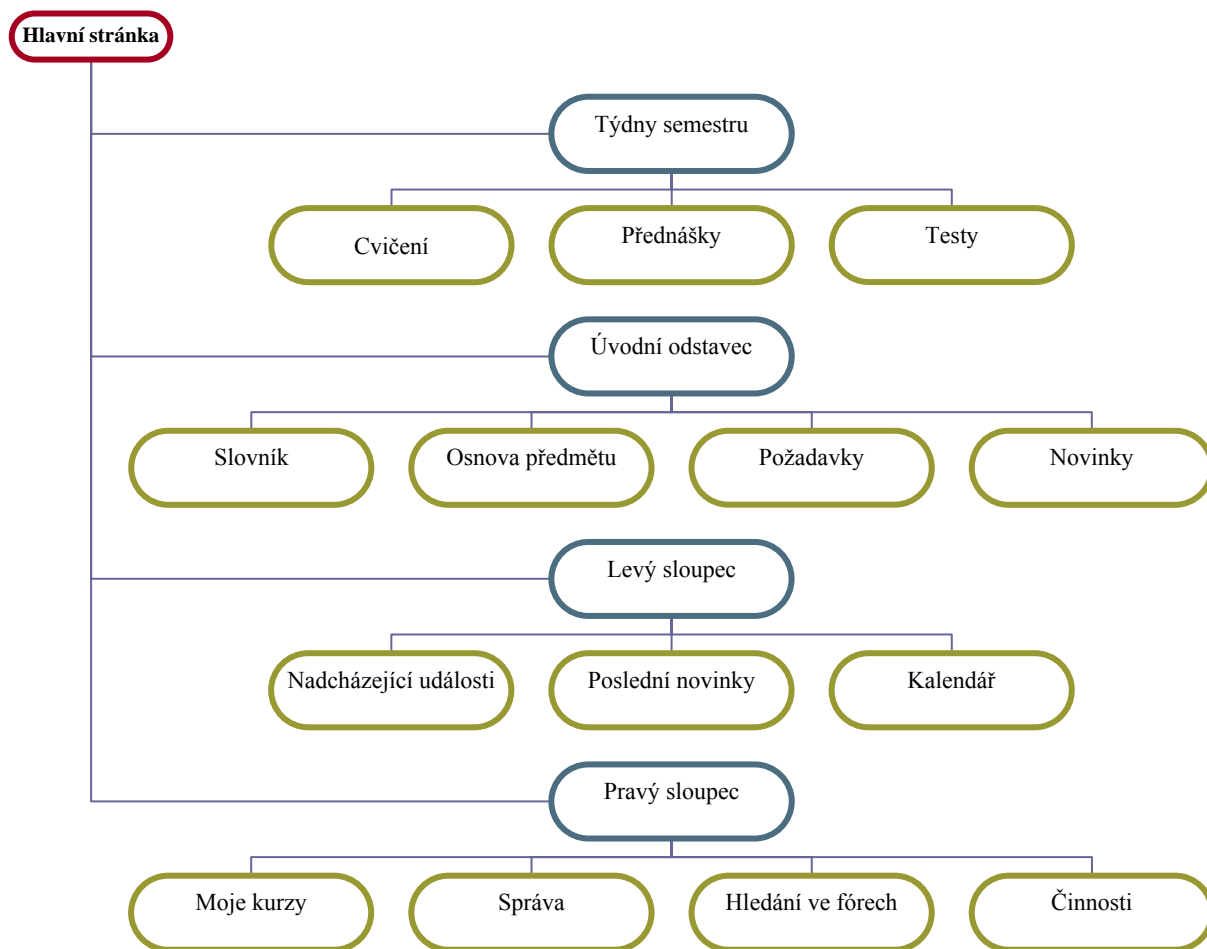 Hlavní stránka
Týdny semestru
Cvičení
Přednášky
Testy
Úvodní odstavec
Slovník
Osnova předmětu
Požadavky
Novinky
Levý sloupec
Nadcházející události
Poslední novinky
Kalendář
Pravý sloupec
Moje kurzy
Správa
Hledání ve fórech
Činnosti